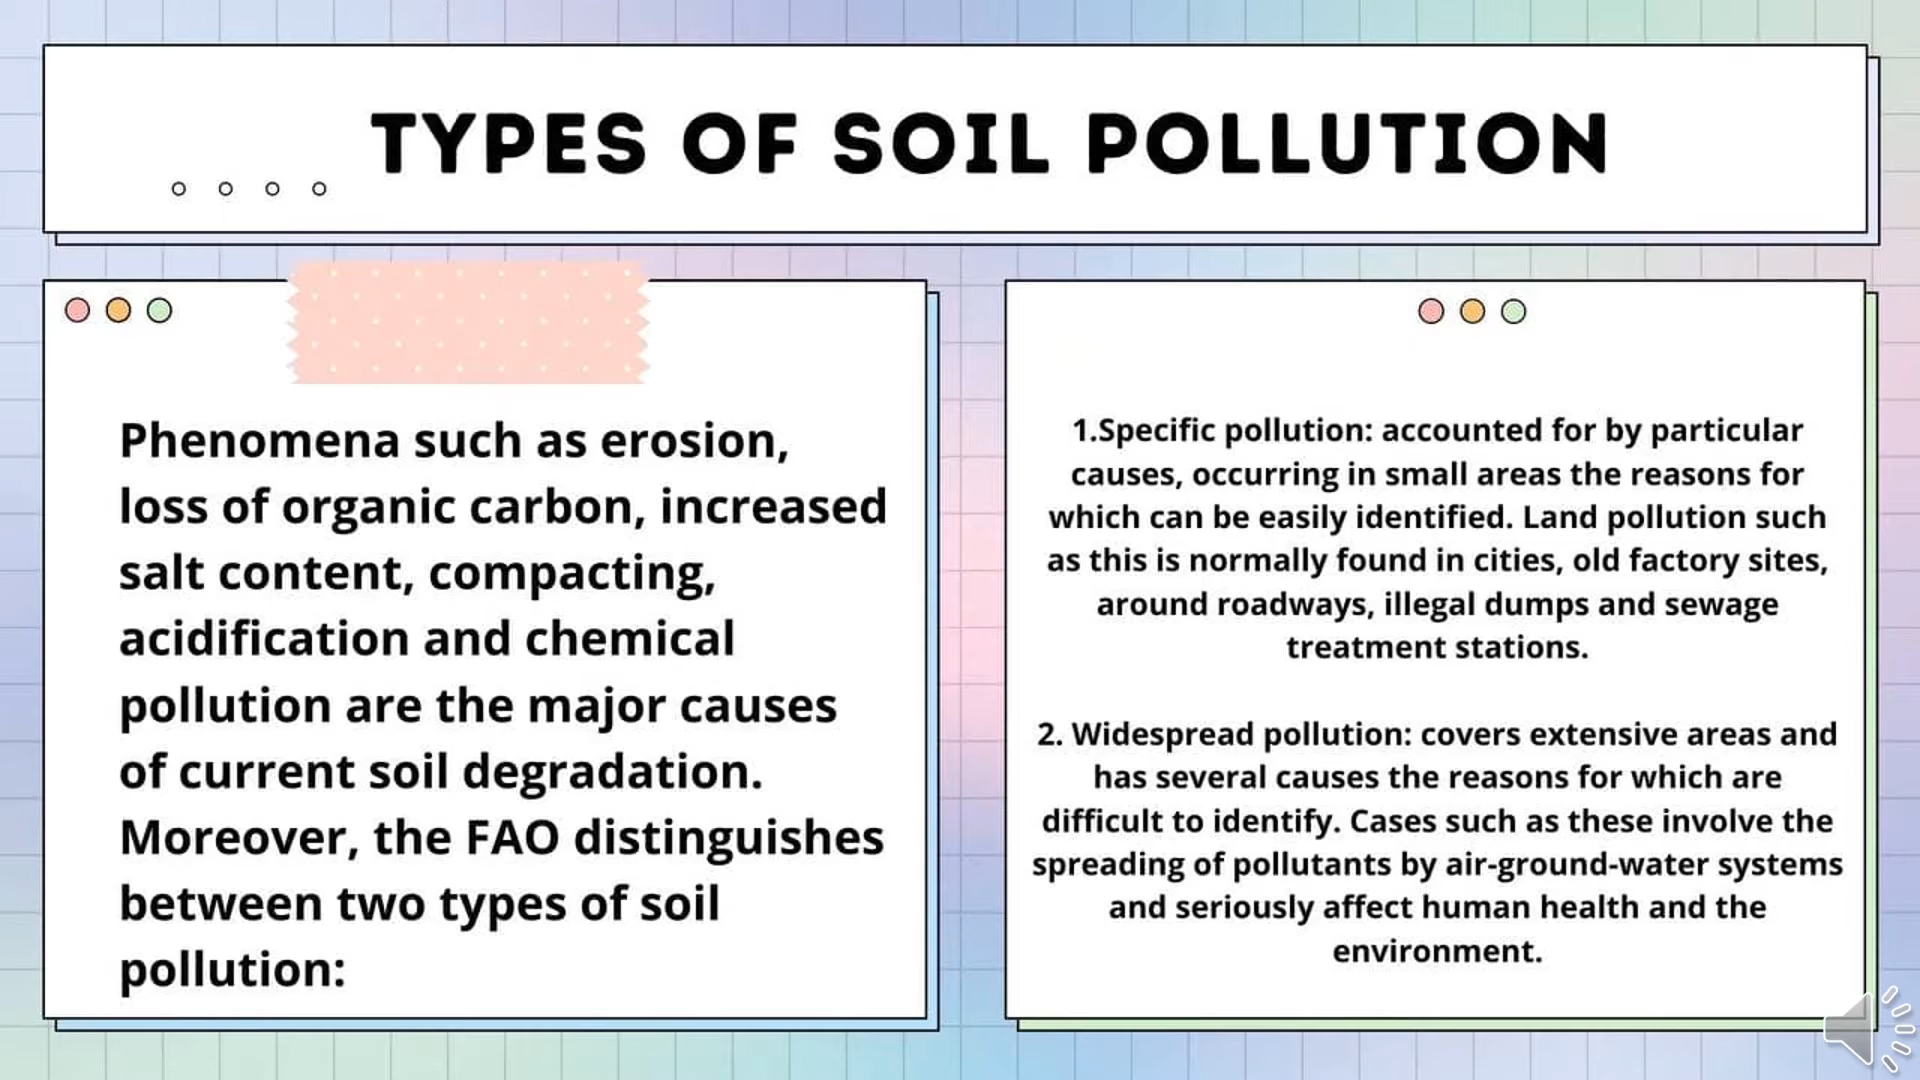 TYPES OF SOIL POLLUTION
Phenomena such as erosion,
loss of organic carbon, increased
salt content, compacting,
acidification and chemical
pollution are the major causes
of current soil degradation.
Moreover, the FAO distinguishes
between two types of soil
pollution:
1.Specific pollution: accounted for by particular
causes, occurring in small areas the reasons for
which can be easily identified. Land pollution such
as this is normally found in cities, old factory sites,
around roadways, illegal dumps and sewage
treatment stations.
2. Widespread pollution: covers extensive areas and
has several causes the reasons for which are
difficult to identify. Cases such as these involve the
spreading of pollutants by air-ground-water systems
and seriously affect human health and the
environment.